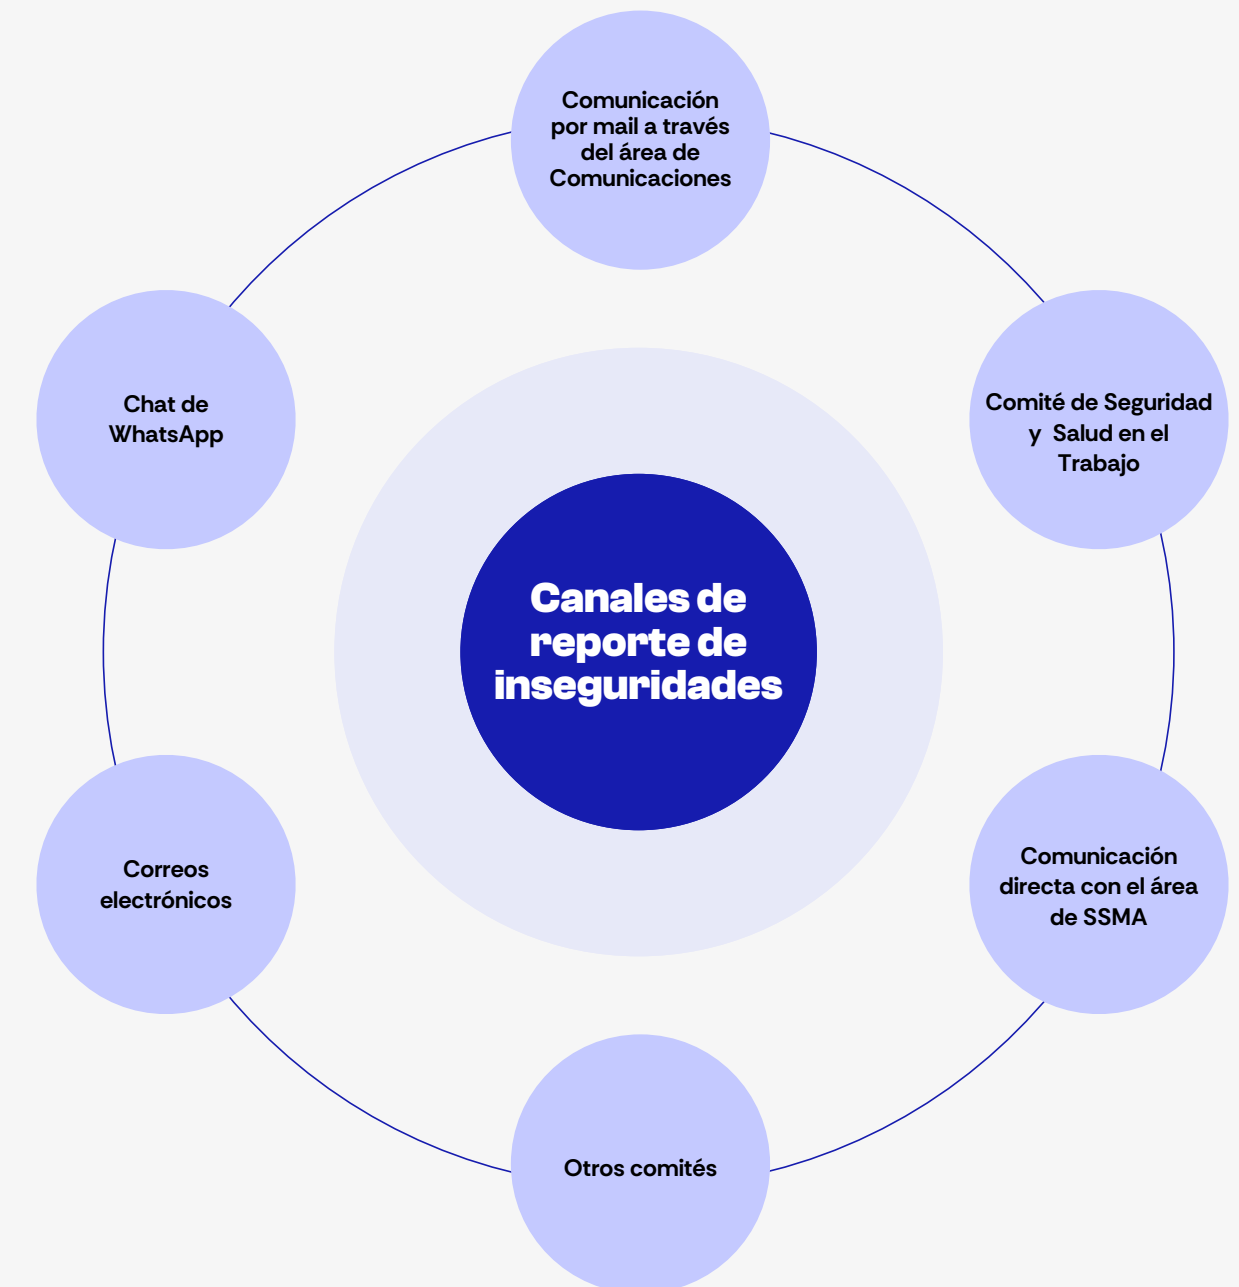 Comunicación
por mail a través
del área de
Comunicaciones
Chat de
WhatsApp
Comité de Seguridad
y  Salud en el
Trabajo
Canales de
reporte de
inseguridades
Correos
electrónicos
Comunicación
directa con el área
de SSMA
Otros comités